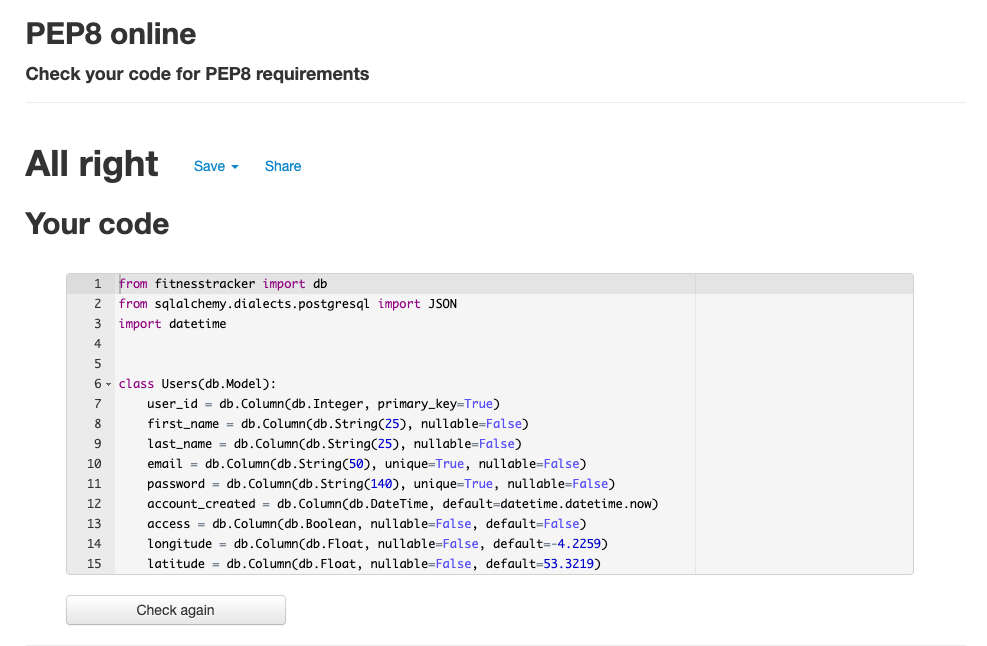 PEP8 online
Check your code for PEP8 requirements
All right Save Share
Your code
1 from fitnesstracker import db
2 from sqlalchemy.dialects.postgresql import JSON
3 import datetime
4
5
6 class Users(db.Model):
7     user_id = db.Column(db.Integer, primary_key=True)
8     first_name = db.Column(db.String(25), nullable=False)
9     last_name = db.Column(db.String(25), nullable=False)
10     email = db.Column(db.String(50), unique=True, nullable=False)
11     password = db.Column(db.String(140), unique=True, nullable=False)
12     account_created = db.Column(db.DateTime, default=datetime.datetime.now)
13     access = db.Column(db.Boolean, nullable=False, default=False)
14     longitude = db.Column(db.Float, nullable=False, default=-4.2259)
15     latitude = db.Column(db.Float, nullable=False, default=53.3219)
Check again